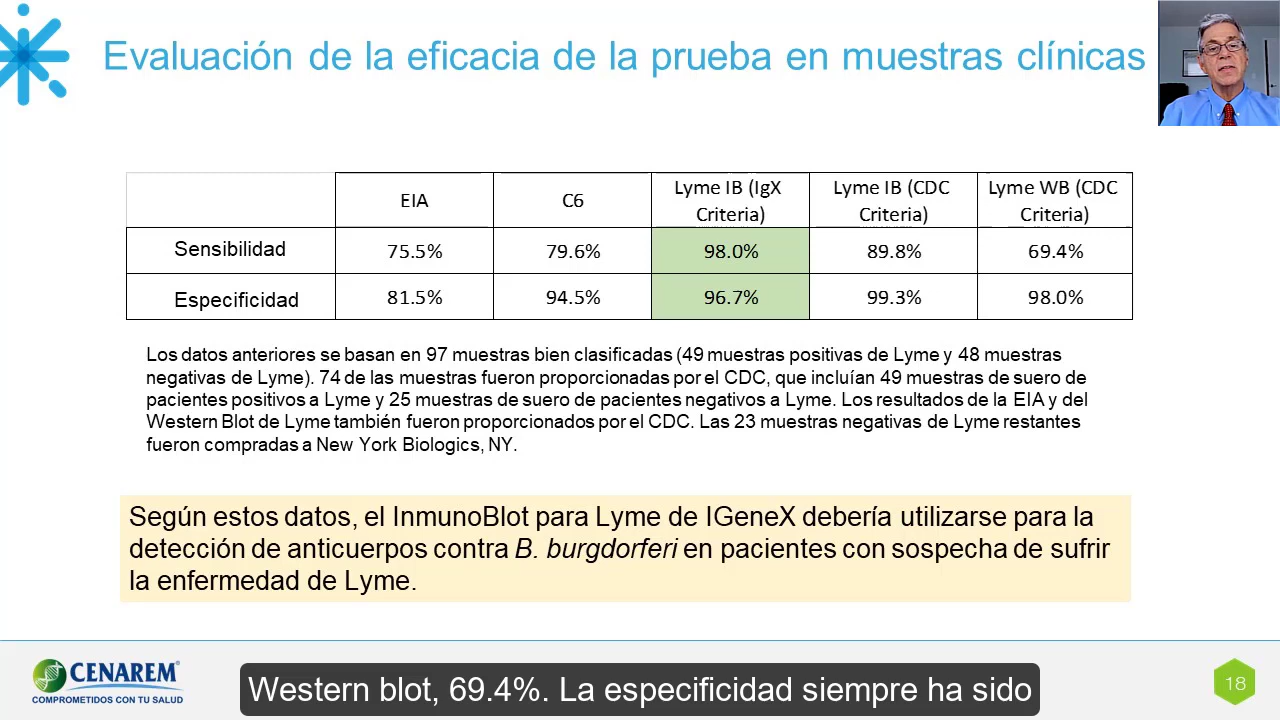 Evaluación de la eficacia de la prueba en muestras clínicas
EIA C6 Lyme IB (IgX Criteria) Lyme IB (CDC Criteria) Lyme WB (CDC Criteria)
Sensibilidad 75.5% 79.6% 98.0% 89.8% 69.4%
Especificidad 81.5% 94.5% 96.7% 99.3% 98.0%
Los datos anteriores se basan en 97 muestras bien clasificadas (49 muestras positivas de Lyme y 48 muestras
negativas de Lyme). 74 de las muestras fueron proporcionadas por el CDC, que incluían 49 muestras de suero de
pacientes positivos a Lyme y 25 muestras de suero de pacientes negativos a Lyme. Los resultados de la EIA y del
Western Blot de Lyme también fueron proporcionados por el CDC. Las 23 muestras negativas de Lyme restantes
fueron compradas a New York Biologics, NY.
Según estos datos, el InmunoBlot para Lyme de IGeneX debería utilizarse para la
detección de anticuerpos contra B. burgdorferi en pacientes con sospecha de sufrir
la enfermedad de Lyme.
CENAREM®
COMPROMETIDOS CON TU SALUD
Western blot, 69.4%. La especificidad siempre ha sido
18